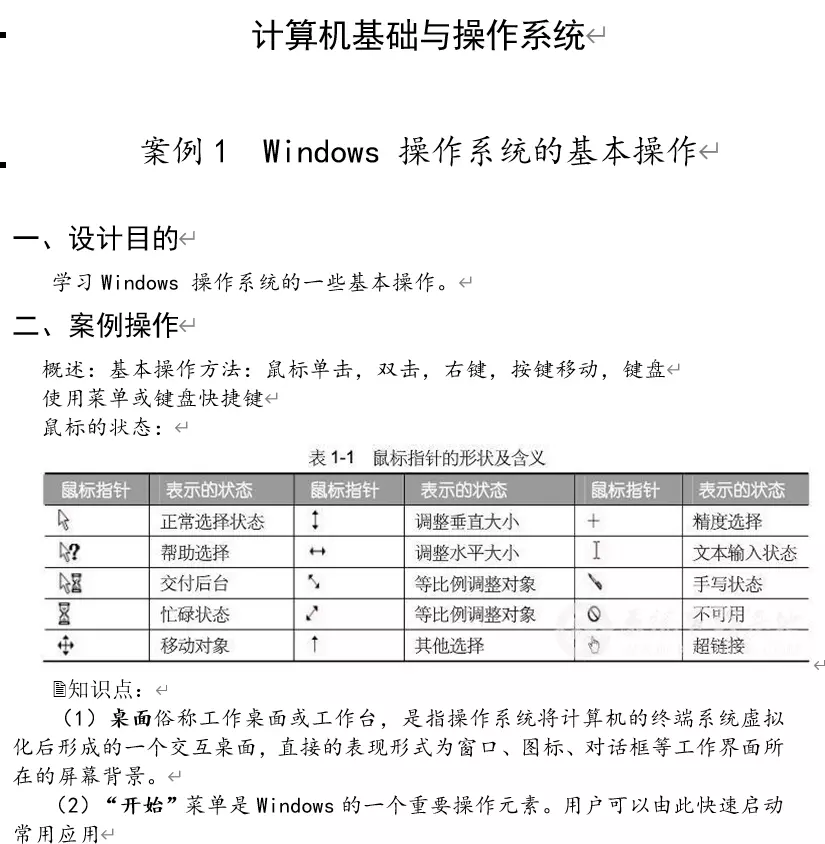 计算机基础与操作系统
案例1 Windows 操作系统的基本操作
一、设计目的
学习Windows 操作系统的一些基本操作。
二、案例操作
概述：基本操作方法：鼠标单击，双击，右键，按键移动，键盘
使用菜单或键盘快捷键
鼠标的状态：
表1-1 鼠标指针的形状及含义
鼠标指针 表示的状态 鼠标指针 表示的状态 鼠标指针 表示的状态
正常选择状态 调整垂直大小 精度选择
帮助选择 调整水平大小 文本输入状态
交付后台 等比例调整对象 手写状态
忙碌状态 等比例调整对象 不可用
移动对象 其他选择 超链接
知识点：
（1）桌面俗称工作桌面或工作台，是指操作系统将计算机的终端系统虚拟
化后形成的一个交互桌面，直接的表现形式为窗口、图标、对话框等工作界面所
在的屏幕背景。
（2）“开始”菜单是Windows的一个重要操作元素。用户可以由此快速启动
常用应用